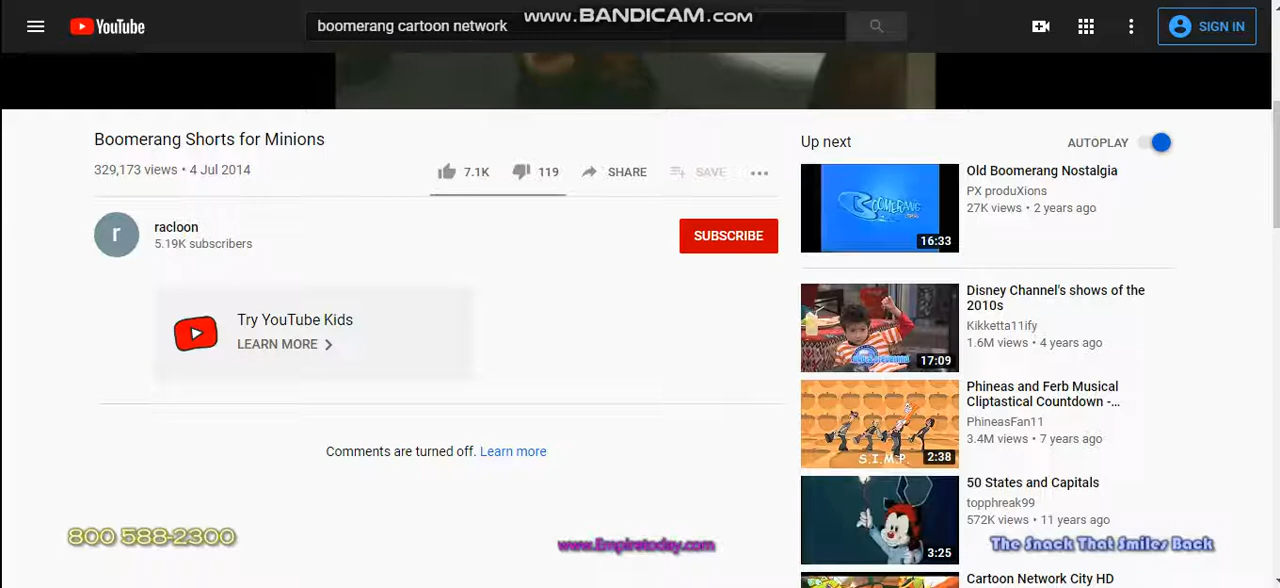 www.BANDICAM.com
YouTube
boomerang cartoon network
SIGN IN
Boomerang Shorts for Minions
329,173 views • 4 Jul 2014
7.1K
119
SHARE
SAVE
r
racloon
5.19K subscribers
SUBSCRIBE
Try YouTube Kids
LEARN MORE
Comments are turned off. Learn more
800 588-2300
www.Empiretoday.com
Up next
AUTOPLAY
BOOMERANG
16:33
Old Boomerang Nostalgia
PX produXions
27K views • 2 years ago
17:09
Disney Channel's shows of the
2010s
Kikketta11ify
1.6M views • 4 years ago
S.I.M.P.
2:38
Phineas and Ferb Musical
Cliptastical Countdown -...
PhineasFan11
3.4M views • 7 years ago
3:25
50 States and Capitals
topphreak99
572K views • 11 years ago
The Snack That Smiles Back
Cartoon Network City HD